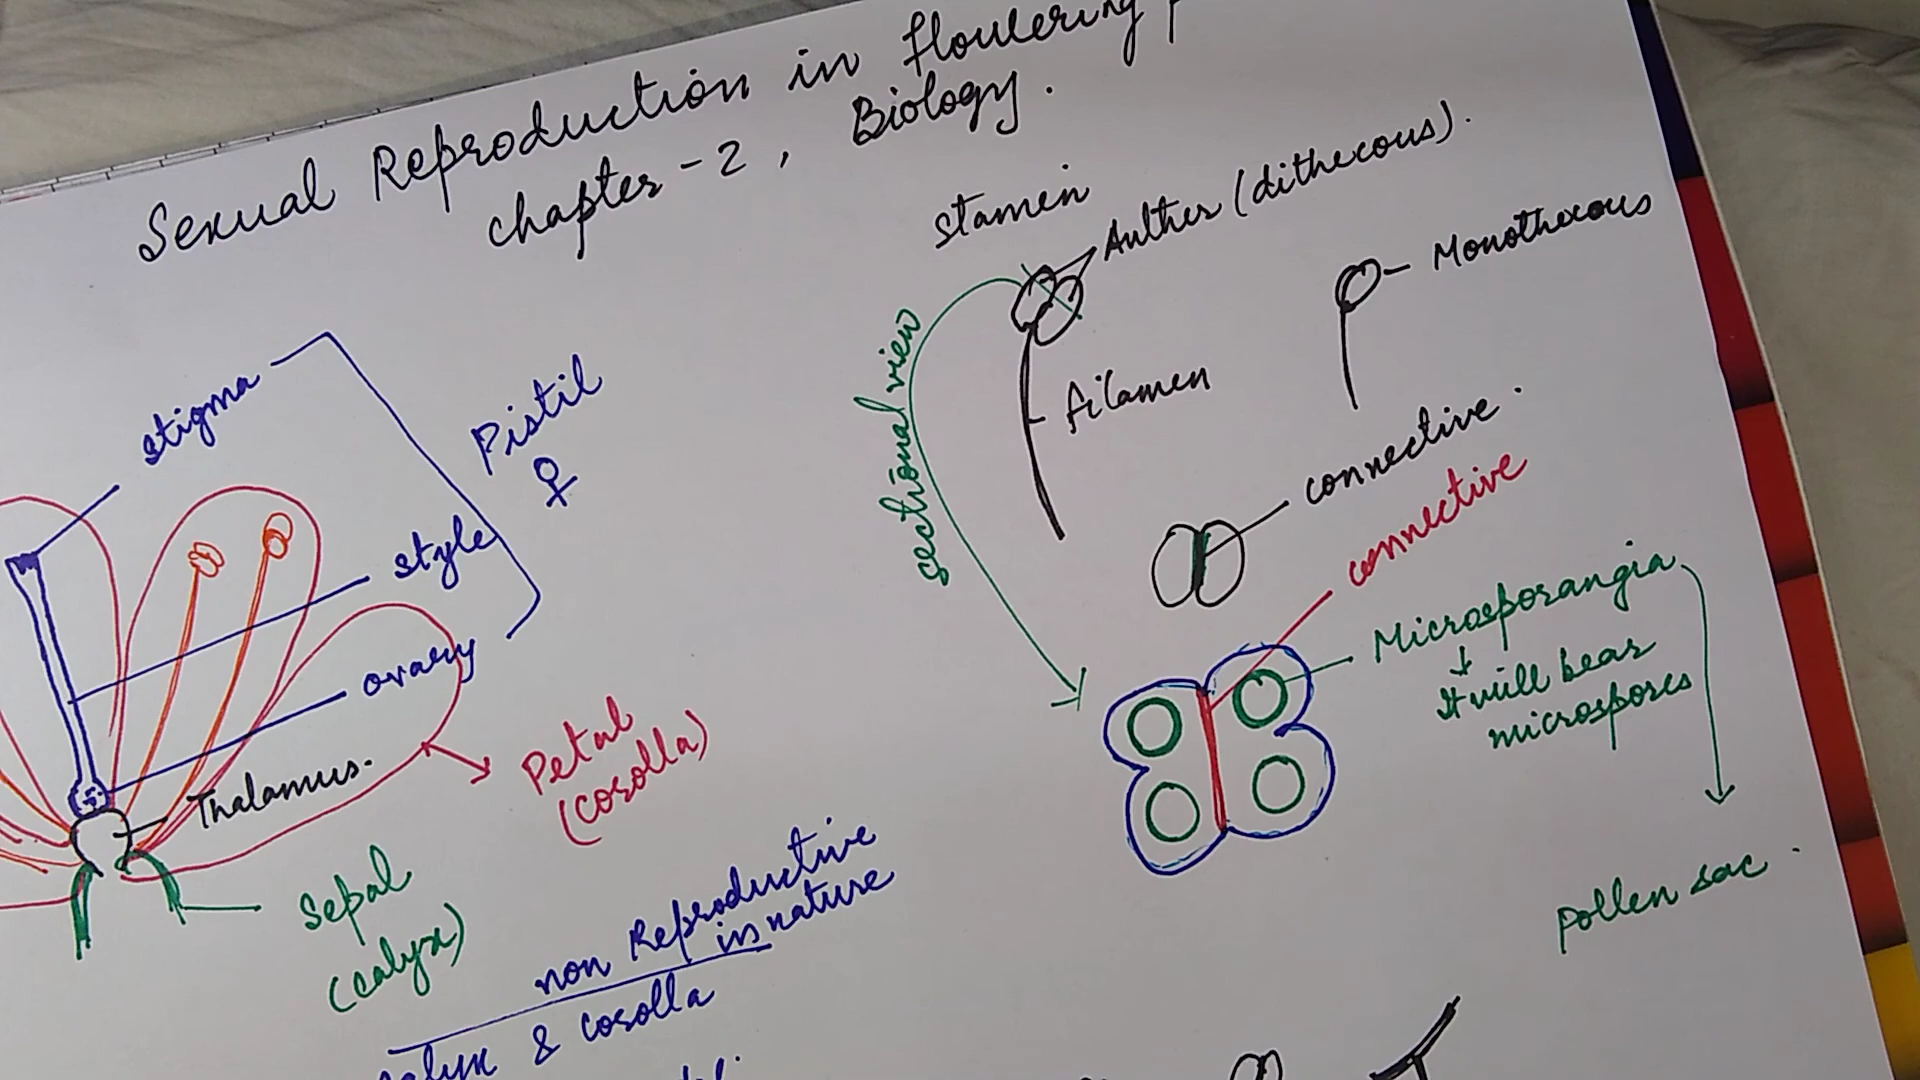 Sexual Reproduction in flowering
chapter - 2, Biology.
stigma
Pistil
♀
style
ovary
Thalamus.
Petal
(corolla)
Sepal
(calyx)
non Reproductive
in nature
& corolla
stamen
Anther (dithecous).
Monothecous
filamen
sectional view
connective.
connective
Microsporangia
↓
It will bear
microspores
pollen sac.